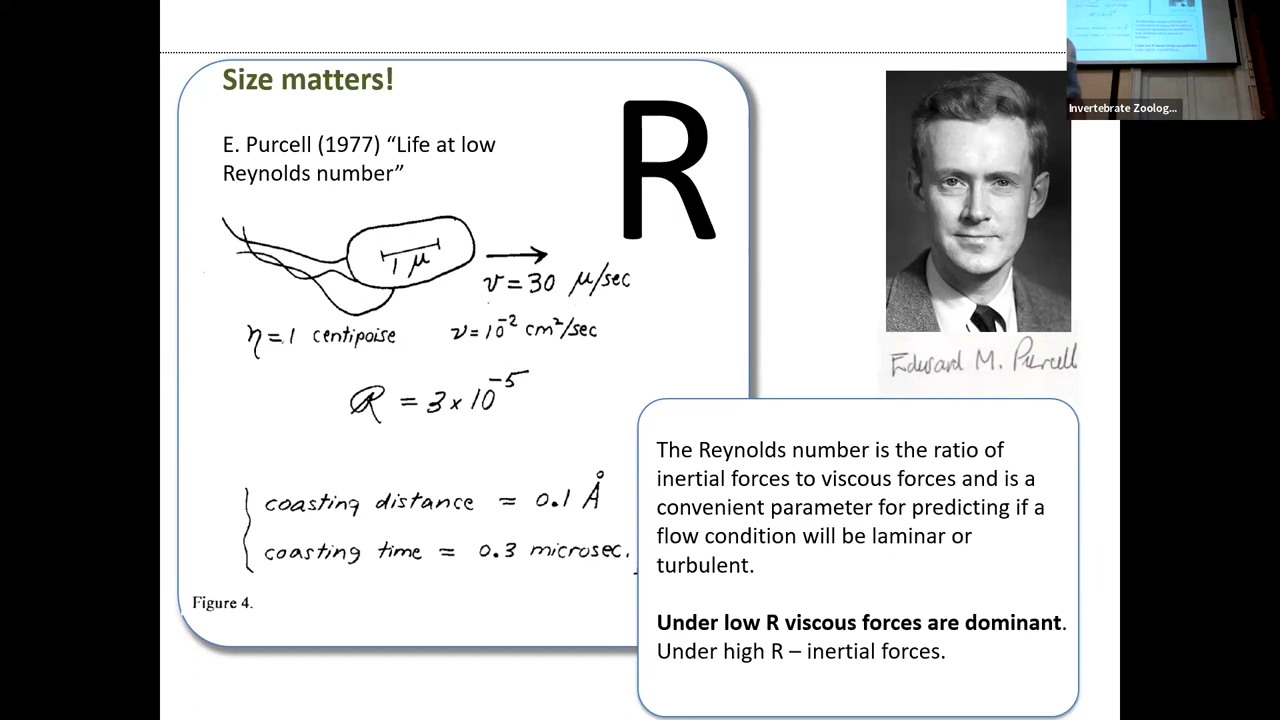 Size matters!
R
E. Purcell (1977) “Life at low
Reynolds number”
1 μ
v = 30 μ/sec
η = 1 centipoise ν = 10⁻² cm²/sec
R = 3 × 10⁻⁵
coasting distance ≈ 0.1 Å
coasting time ≈ 0.3 microsec.
Figure 4.
Invertebrate Zoolog...
Edward M. Purcell
The Reynolds number is the ratio of
inertial forces to viscous forces and is a
convenient parameter for predicting if a
flow condition will be laminar or
turbulent.
Under low R viscous forces are dominant.
Under high R – inertial forces.